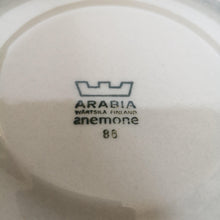 ARABIA
WÄRTSILÄ FINLAND
anemone
86